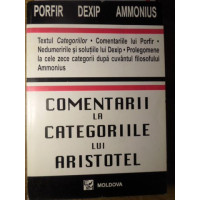 PORFIR DEXIP AMMONIUS
Textul Categoriilor • Comentariile lui Porfir •
Nedumeririle și soluțiile lui Dexip • Prolegomene
la cele zece categorii după cuvântul filosofului
Ammonius
COMENTARII
LA
CATEGORIILE
LUI
ARISTOTEL
MOLDOVA